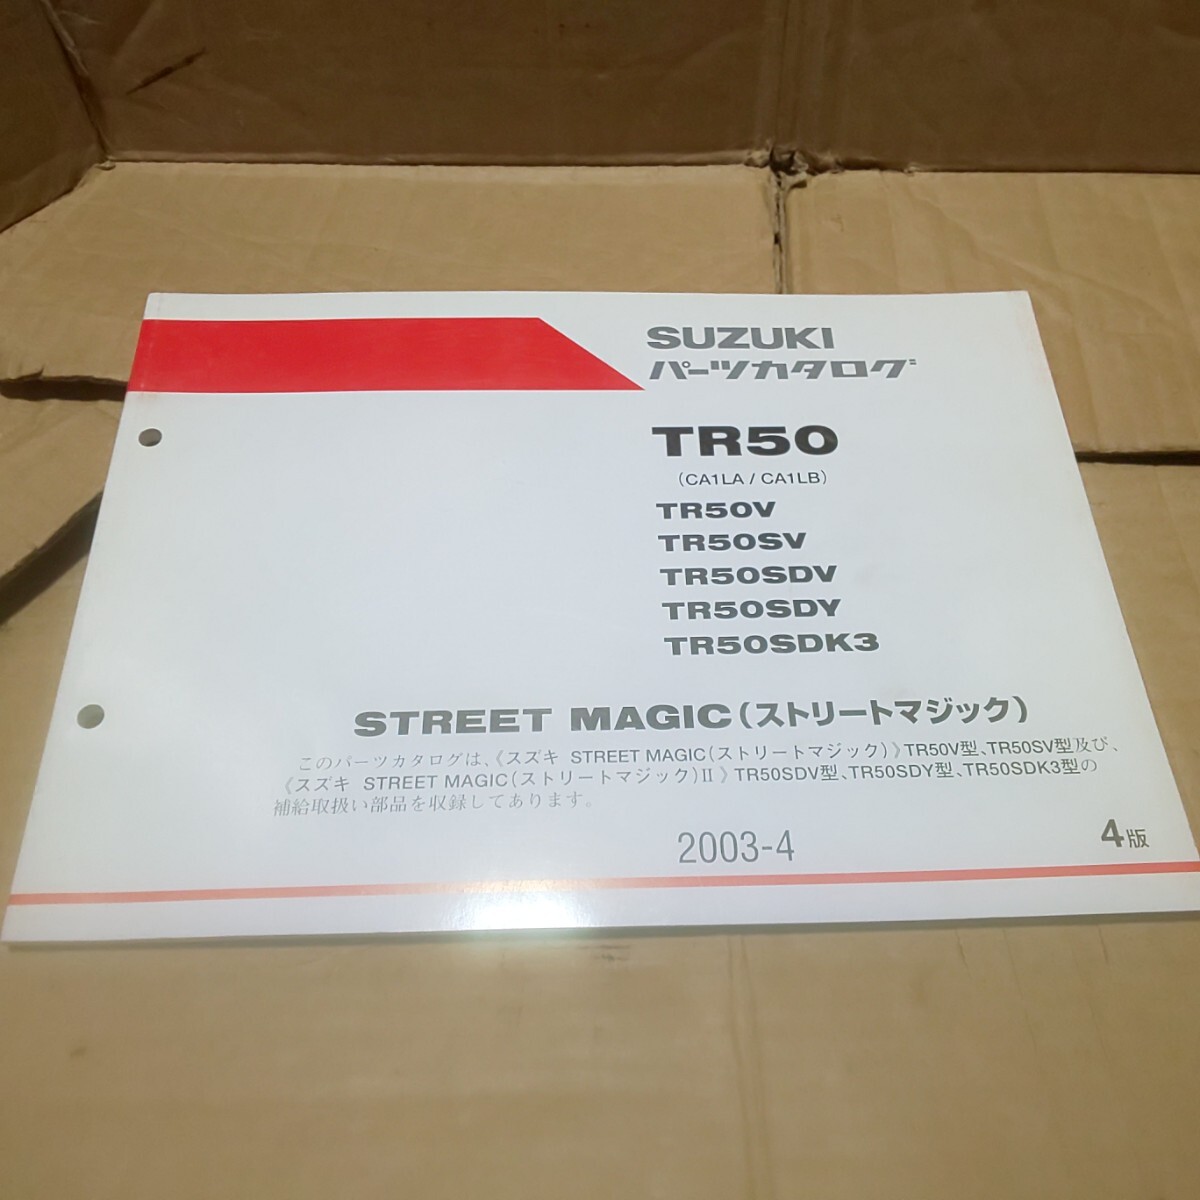 SUZUKI
パーツカタログ
TR50
(CA1LA / CA1LB)
TR50V
TR50SV
TR50SDV
TR50SDY
TR50SDK3
STREET MAGIC(ストリートマジック)
このパーツカタログは、《スズキ STREET MAGIC(ストリートマジック)》TR50V型、TR50SV型及び、
《スズキ STREET MAGIC(ストリートマジック)II》TR50SDV型、TR50SDY型、TR50SDK3型の
補給取扱い部品を収録してあります。
2003-4
4版